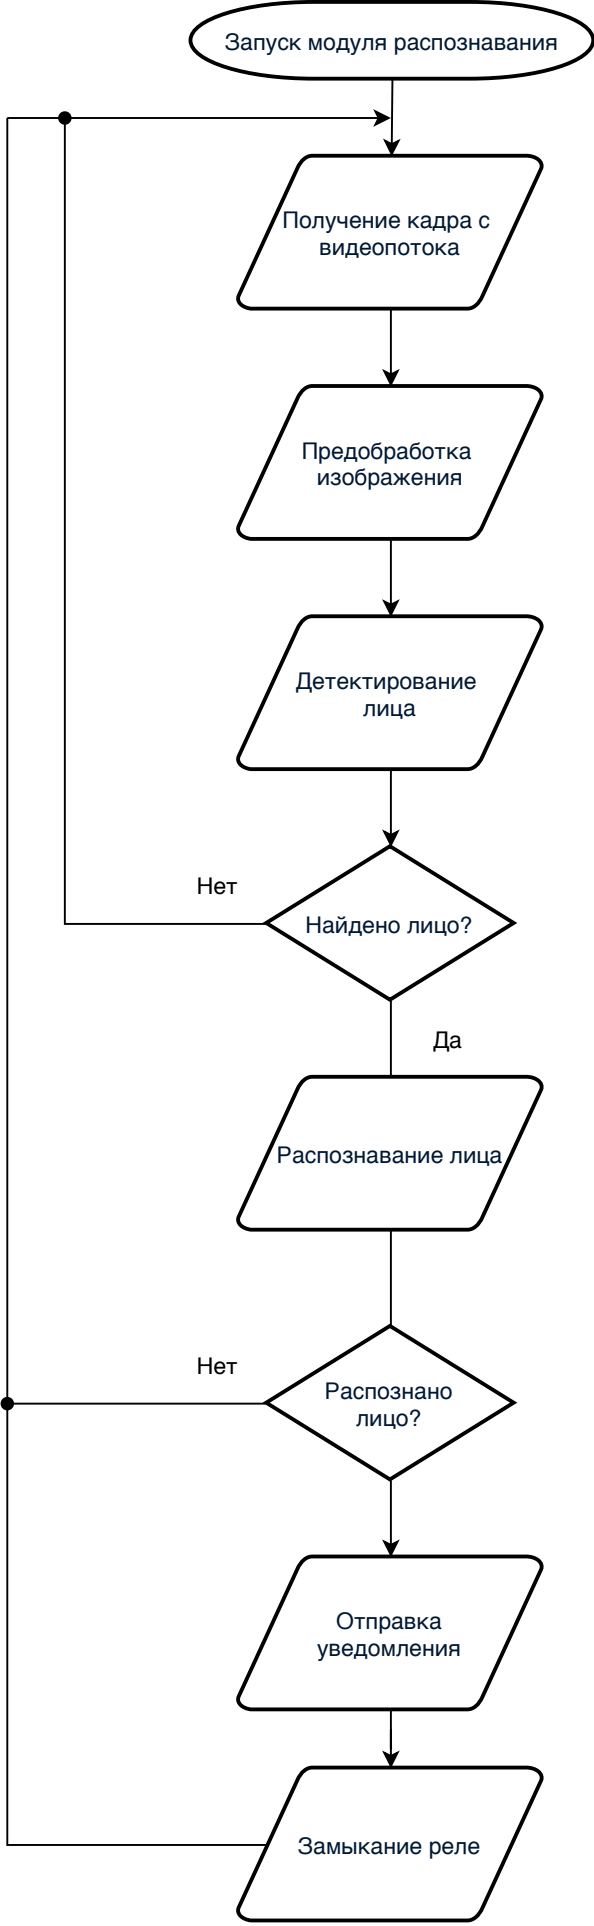 Запуск модуля распознавания
Получение кадра с
видеопотока
Предобработка
изображения
Детектирование
лица
Нет
Найдено лицо?
Да
Распознавание лица
Нет
Распознано
лицо?
Отправка
уведомления
Замыкание реле